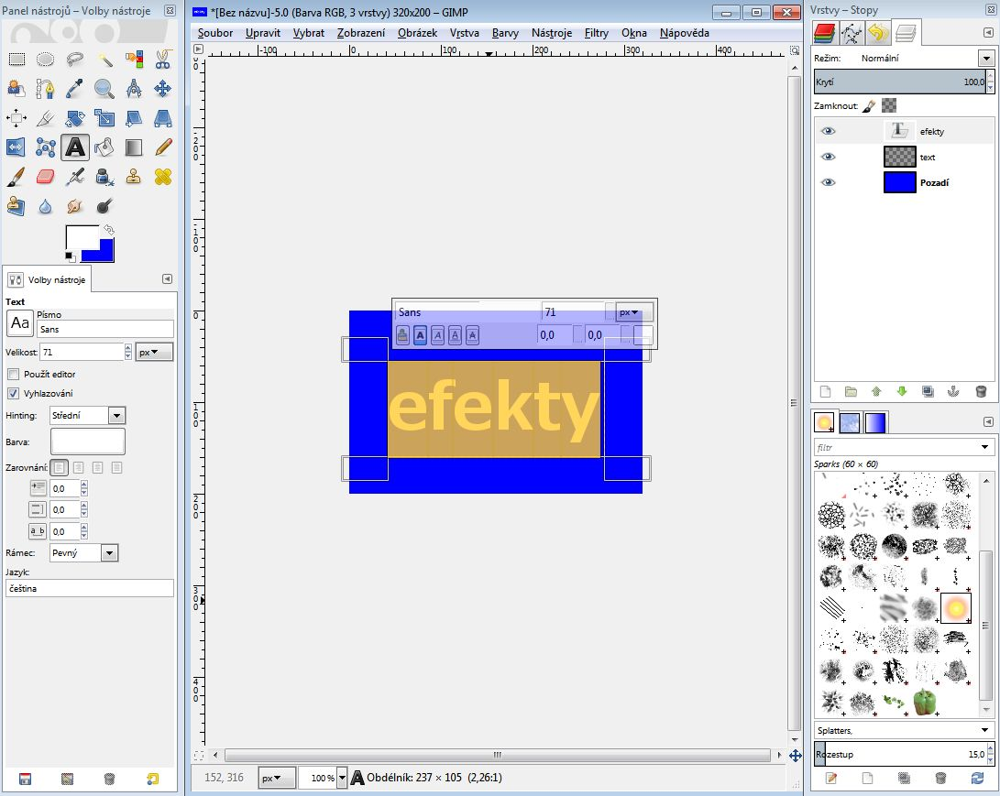 Panel nástrojů – Volby nástroje
*[Bez názvu]-5.0 (Barva RGB, 3 vrstvy) 320x200 – GIMP
Vrstvy – Stopy
Soubor Upravit Vybrat Zobrazení Obrázek Vrstva Barvy Nástroje Filtry Okna Nápověda
-100 0 100 200 300 400
Režim: Normální
Krytí 100,0
Zamknout:
efekty
text
Pozadí
-200
-100
0
100
200
300
400
Volby nástroje
Text
Aa
Písmo
Sans
Velikost: 71 px
Použít editor
Vyhlazování
Hinting: Střední
Barva:
Zarovnání:
0,0
0,0
a_b 0,0
Rámec: Pevný
Jazyk:
čeština
Sans 71 px
A A A A 0,0 0,0
efekty
filtr
Sparks (60 × 60)
Splatters,
Rozestup 15,0
152, 316 px 100 % Obdélník: 237 × 105 (2,26:1)